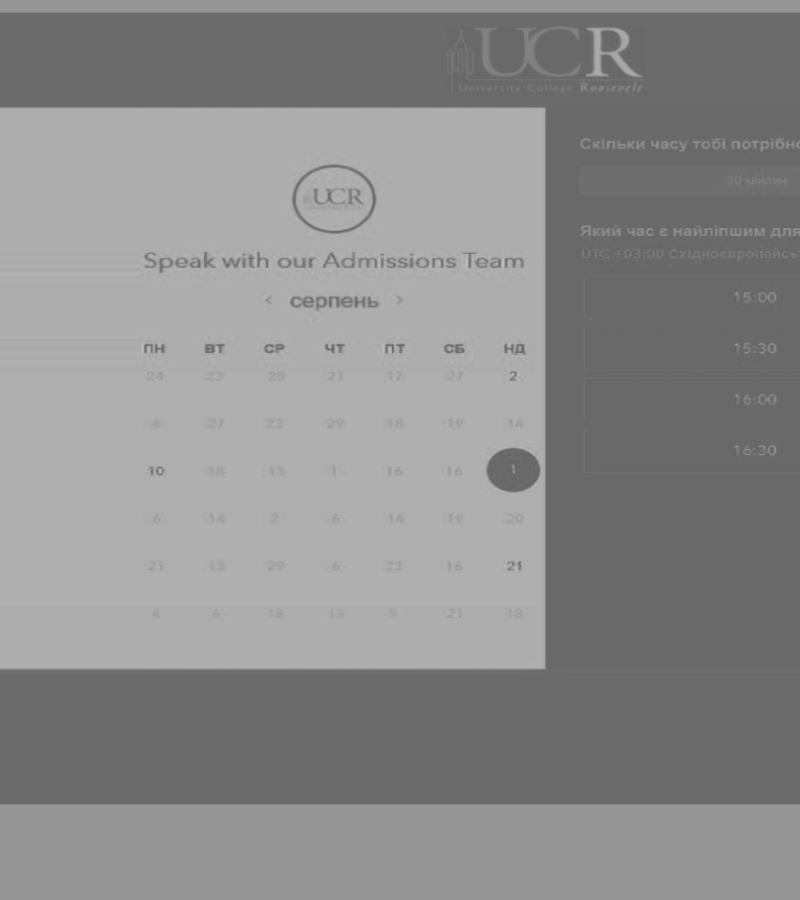 UCR
University College Roosevelt
UCR
Speak with our Admissions Team
< серпень >
ПН ВТ СР ЧТ ПТ СБ НД
24 23 28 21 17 27 2
4 27 23 29 18 19 14
10 18 13 1 16 16 1
6 14 2 6 14 19 20
21 13 29 6 23 16 21
4 6 18 13 9 21 18
Скільки часу тобі потрібно
30 хвилин
Який час є найліпшим для
UTC +03:00 Східноєвропейсь
15:00
15:30
16:00
16:30